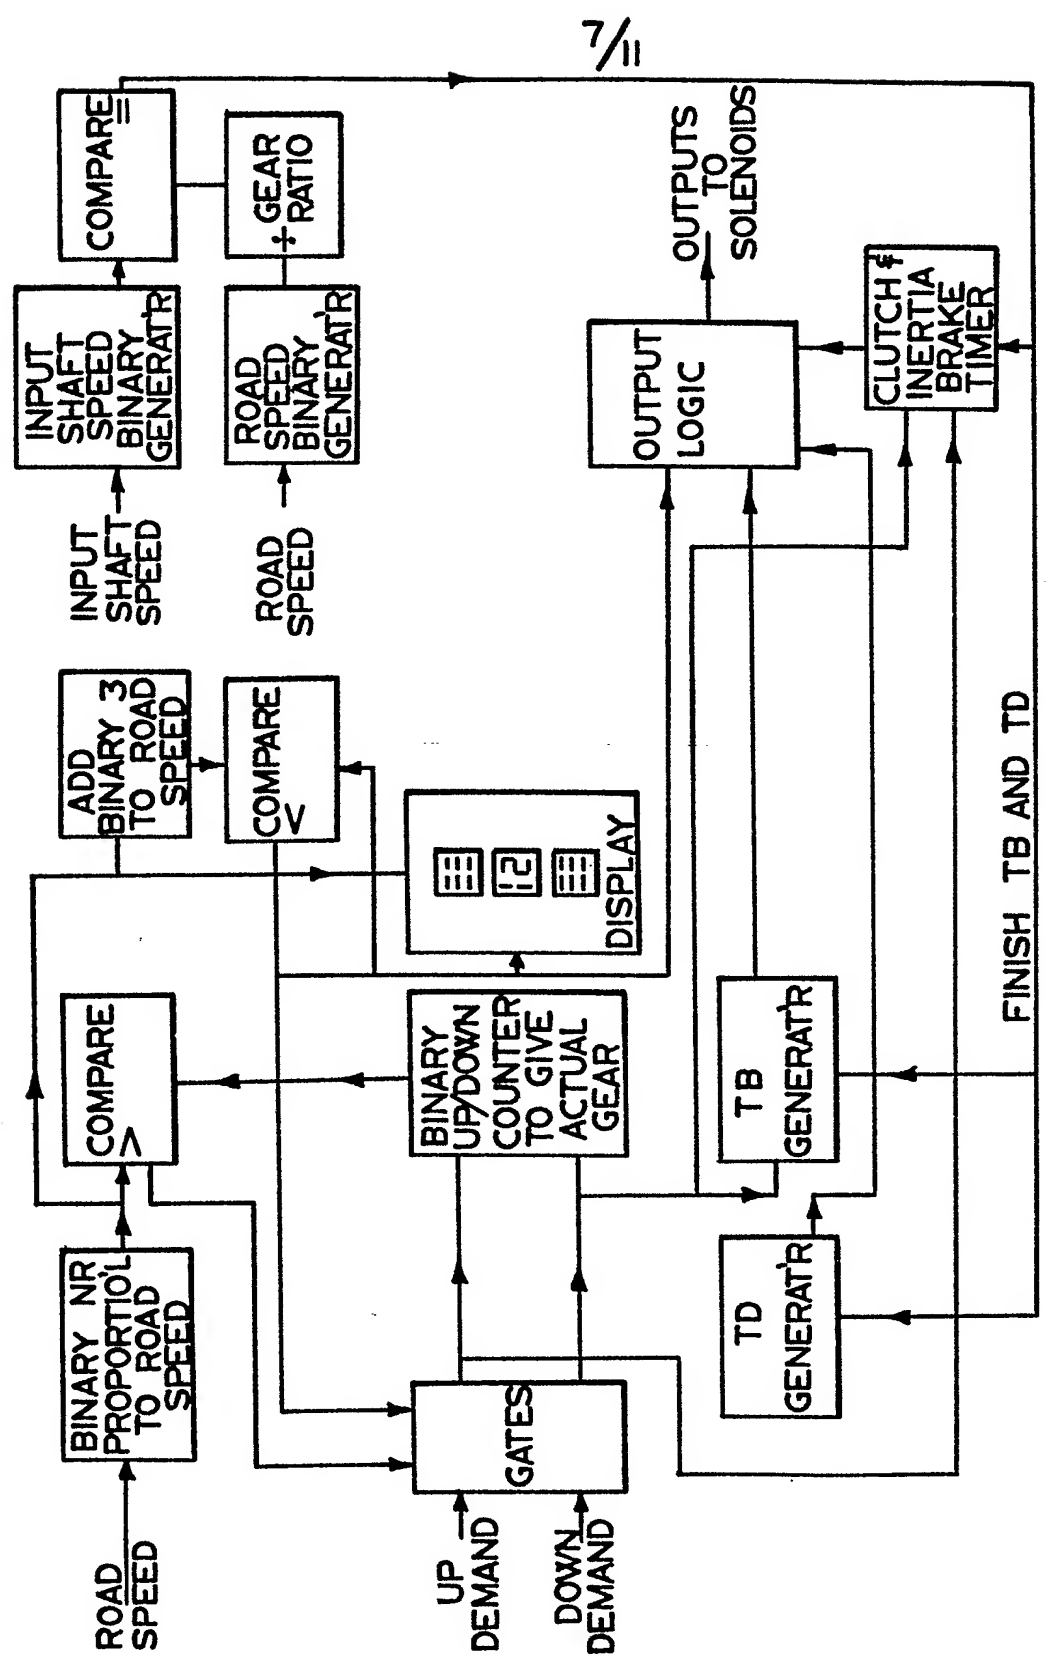 7/11
ROAD
SPEED
BINARY NR
PROPORTIO'L
TO ROAD
SPEED
COMPARE
>
ADD
BINARY 3
TO ROAD
SPEED
COMPARE
<
INPUT
SHAFT
SPEED
INPUT
SHAFT
SPEED
BINARY
GENERAT'R
COMPARE
=
ROAD
SPEED
ROAD
SPEED
BINARY
GENERAT'R
÷ GEAR
RATIO
UP
DEMAND
DOWN
DEMAND
GATES
BINARY
UP/DOWN
COUNTER
TO GIVE
ACTUAL
GEAR
12
DISPLAY
OUTPUT
LOGIC
OUTPUTS
TO
SOLENOIDS
TD
GENERAT'R
TB
GENERAT'R
CLUTCH &
INERTIA
BRAKE
TIMER
FINISH TB AND TD